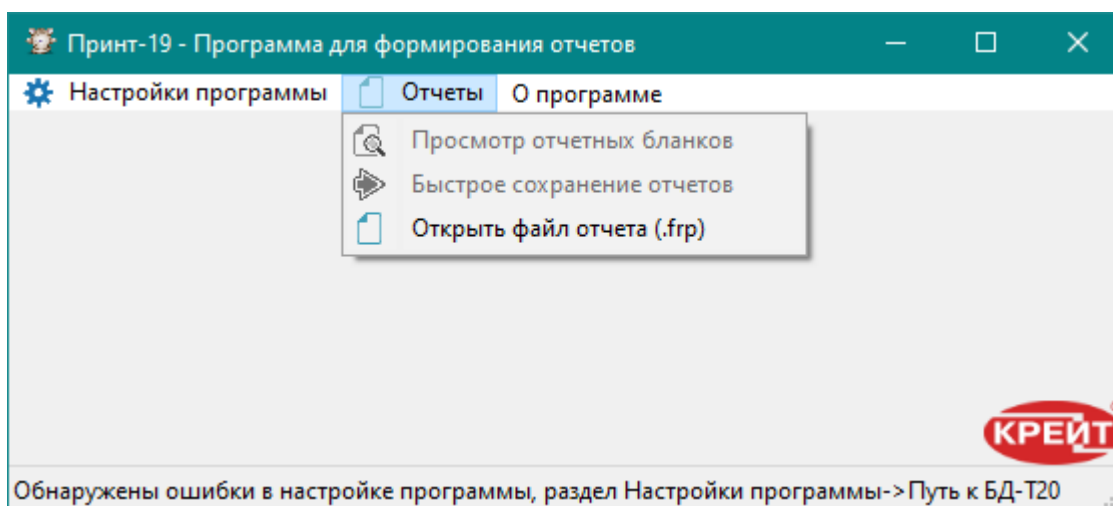 Принт-19 - Программа для формирования отчетов
Настройки программы Отчеты О программе
Просмотр отчетных бланков
Быстрое сохранение отчетов
Открыть файл отчета (.frp)
КРЕЙТ
Обнаружены ошибки в настройке программы, раздел Настройки программы->Путь к БД-Т20